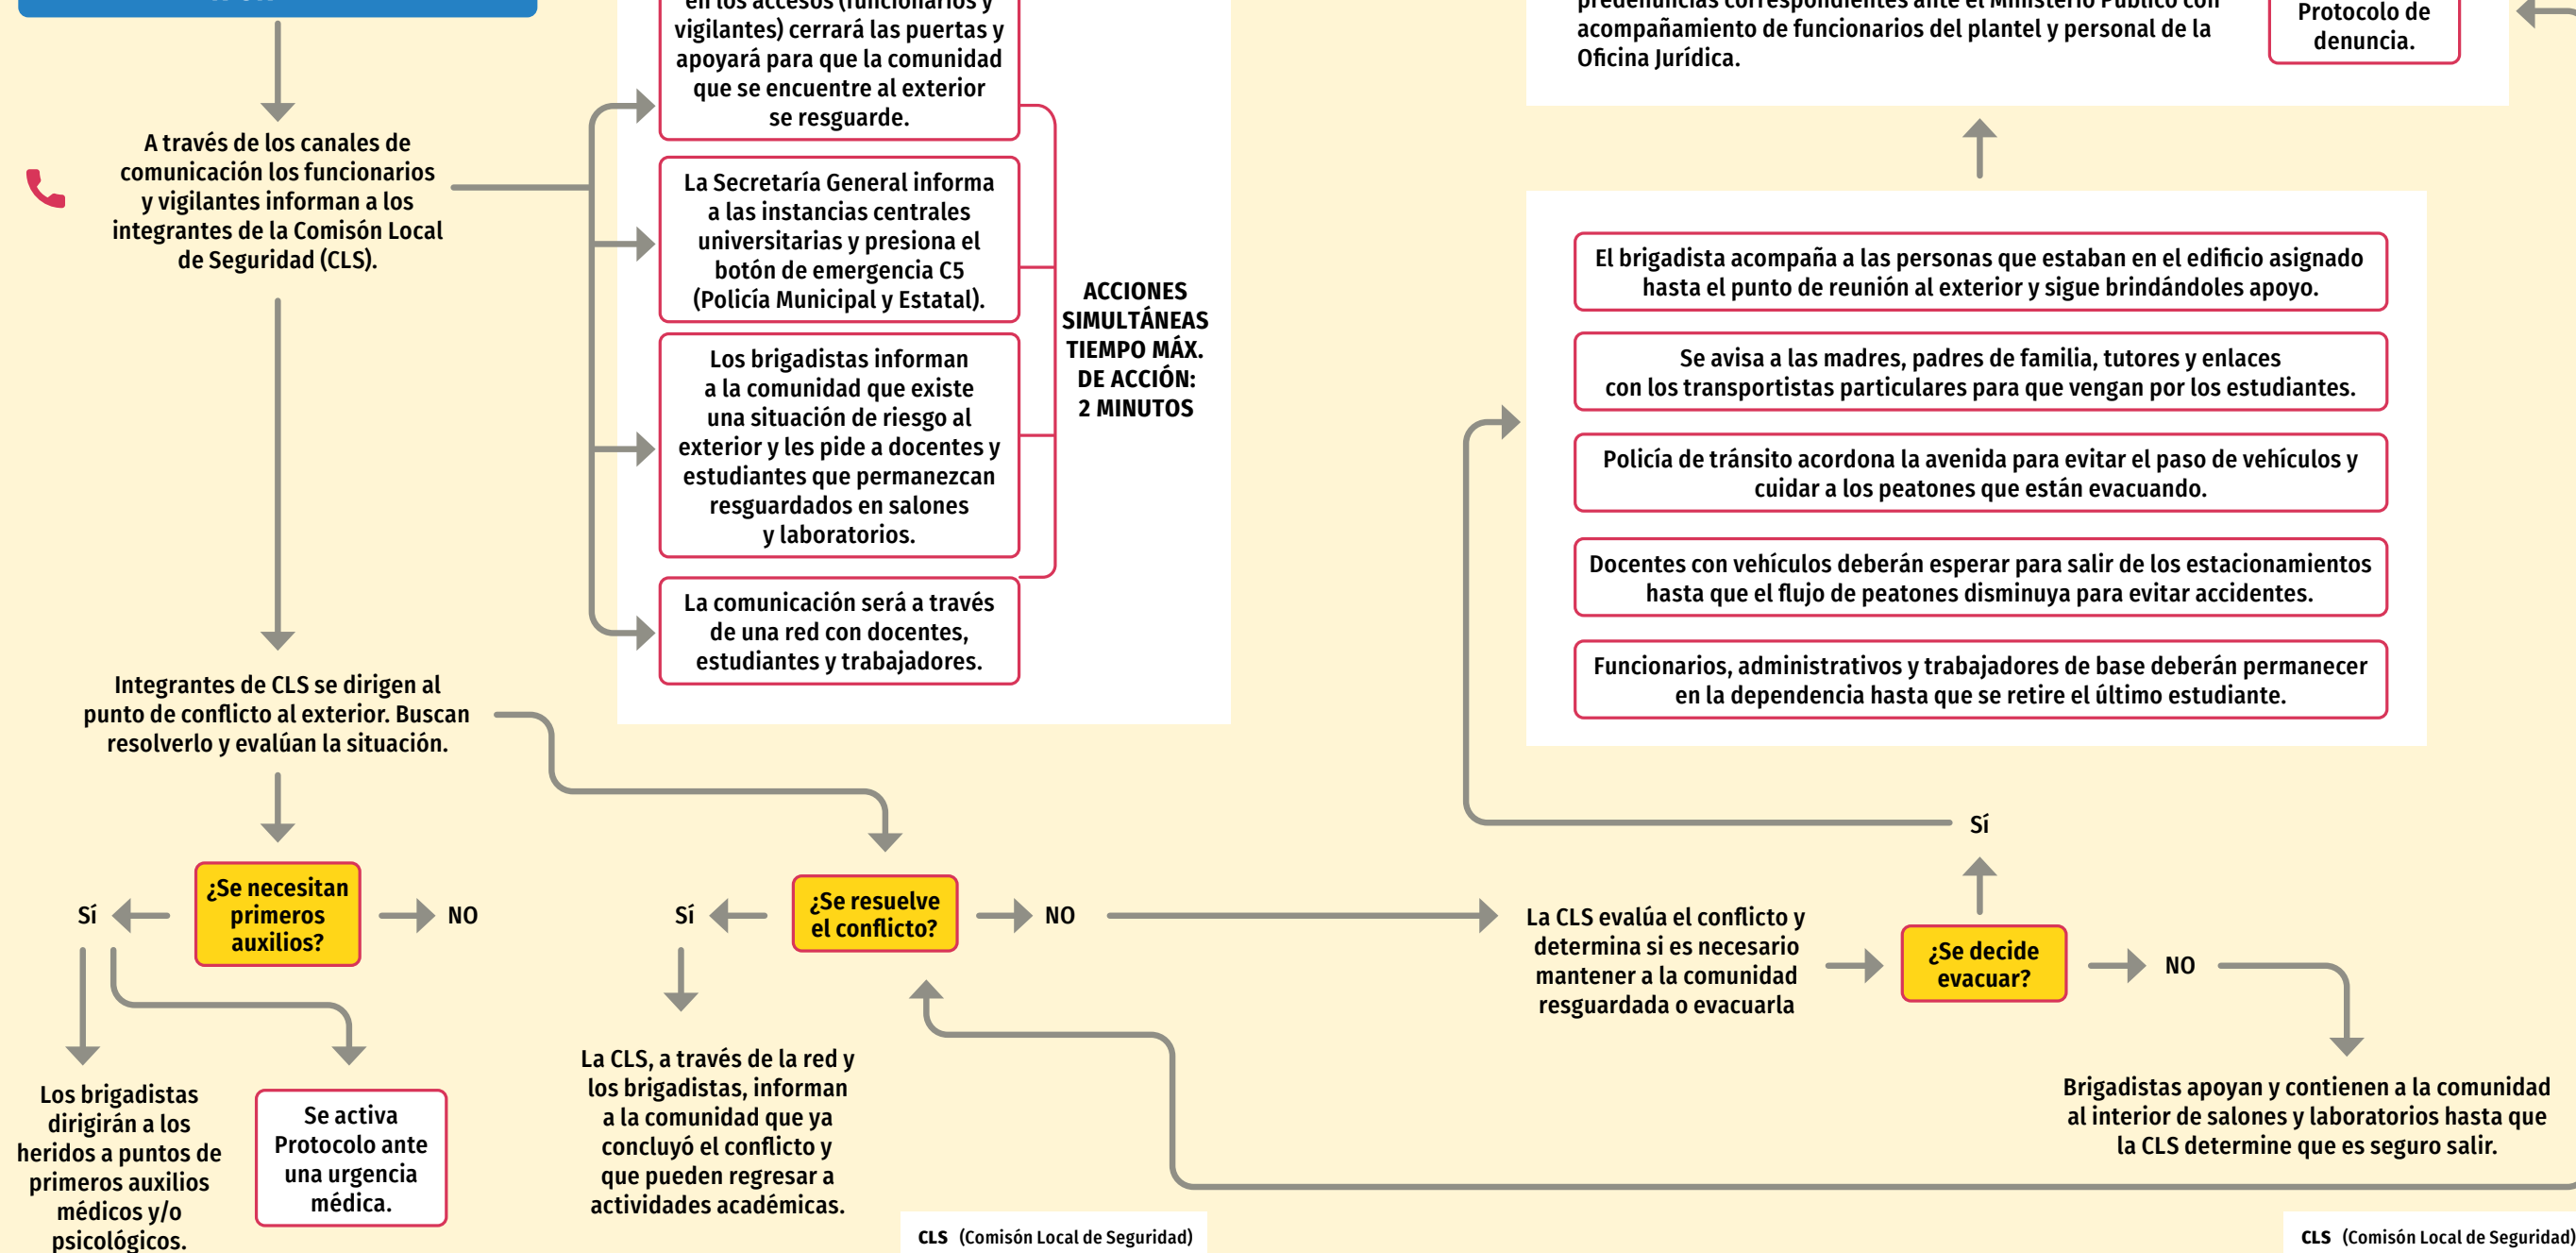 A través de los canales de
comunicación los funcionarios
y vigilantes informan a los
integrantes de la Comisón Local
de Seguridad (CLS).
en los accesos (funcionarios y
vigilantes) cerrará las puertas y
apoyará para que la comunidad
que se encuentre al exterior
se resguarde.
La Secretaría General informa
a las instancias centrales
universitarias y presiona el
botón de emergencia C5
(Policía Municipal y Estatal).
Los brigadistas informan
a la comunidad que existe
una situación de riesgo al
exterior y les pide a docentes y
estudiantes que permanezcan
resguardados en salones
y laboratorios.
La comunicación será a través
de una red con docentes,
estudiantes y trabajadores.
ACCIONES
SIMULTÁNEAS
TIEMPO MÁX.
DE ACCIÓN:
2 MINUTOS
Integrantes de CLS se dirigen al
punto de conflicto al exterior. Buscan
resolverlo y evalúan la situación.
¿Se necesitan
primeros
auxilios?
Sí
NO
Los brigadistas
dirigirán a los
heridos a puntos de
primeros auxilios
médicos y/o
psicológicos.
Se activa
Protocolo ante
una urgencia
médica.
¿Se resuelve
el conflicto?
Sí
NO
La CLS, a través de la red y
los brigadistas, informan
a la comunidad que ya
concluyó el conflicto y
que pueden regresar a
actividades académicas.
CLS (Comisón Local de Seguridad)
predenuncias correspondientes ante el Ministerio Público con
acompañamiento de funcionarios del plantel y personal de la
Oficina Jurídica.
Protocolo de
denuncia.
El brigadista acompaña a las personas que estaban en el edificio asignado
hasta el punto de reunión al exterior y sigue brindándoles apoyo.
Se avisa a las madres, padres de familia, tutores y enlaces
con los transportistas particulares para que vengan por los estudiantes.
Policía de tránsito acordona la avenida para evitar el paso de vehículos y
cuidar a los peatones que están evacuando.
Docentes con vehículos deberán esperar para salir de los estacionamientos
hasta que el flujo de peatones disminuya para evitar accidentes.
Funcionarios, administrativos y trabajadores de base deberán permanecer
en la dependencia hasta que se retire el último estudiante.
Sí
La CLS evalúa el conflicto y
determina si es necesario
mantener a la comunidad
resguardada o evacuarla
¿Se decide
evacuar?
NO
Brigadistas apoyan y contienen a la comunidad
al interior de salones y laboratorios hasta que
la CLS determine que es seguro salir.
CLS (Comisón Local de Seguridad)